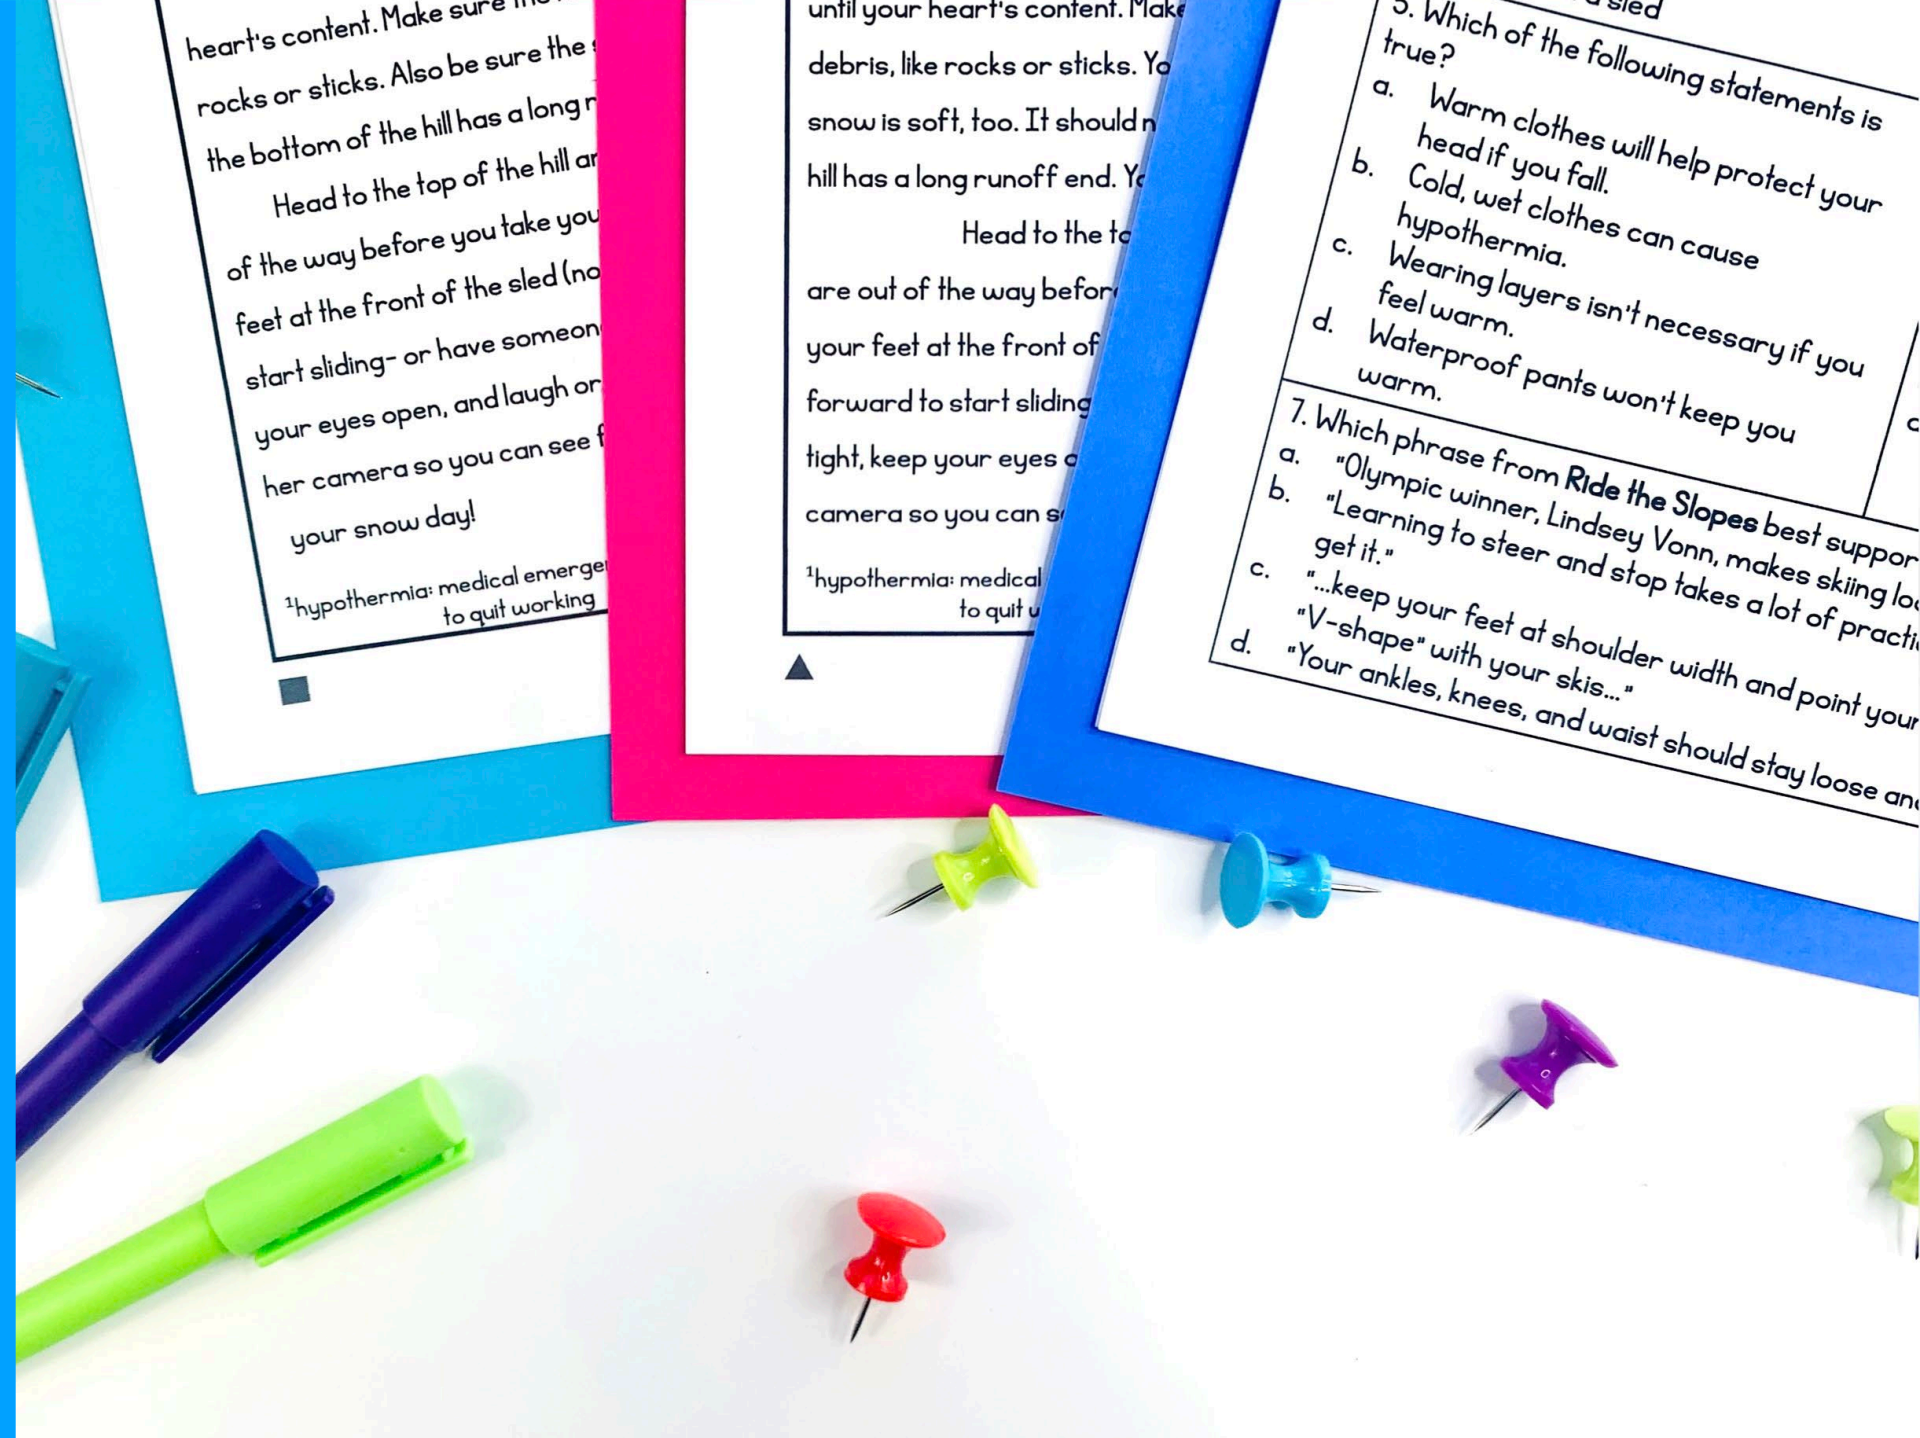 heart's content. Make sure
rocks or sticks. Also be sure the
the bottom of the hill has a long
Head to the top of the hill
of the way before you take you
feet at the front of the sled (no
start sliding- or have someon
your eyes open, and laugh or
her camera so you can see
your snow day!
¹hypothermia: medical emerge
to quit working
until your heart's content. Make
debris, like rocks or sticks. Yo
snow is soft, too. It should n
hill has a long runoff end.
Head to the
are out of the way before
your feet at the front of
forward to start sliding
tight, keep your eyes
camera so you can
¹hypothermia: medical
to quit
sled
5. Which of the following statements is
true?
a. Warm clothes will help protect your
head if you fall.
b. Cold, wet clothes can cause
hypothermia.
c. Wearing layers isn't necessary if you
feel warm.
d. Waterproof pants won't keep you
warm.
7. Which phrase from Ride the Slopes best suppor
a. "Olympic winner, Lindsey Vonn, makes skiing
b. "Learning to steer and stop takes a lot of practi
get it."
c. "...keep your feet at shoulder width and point your
"V-shape" with your skis..."
d. "Your ankles, knees, and waist should stay loose